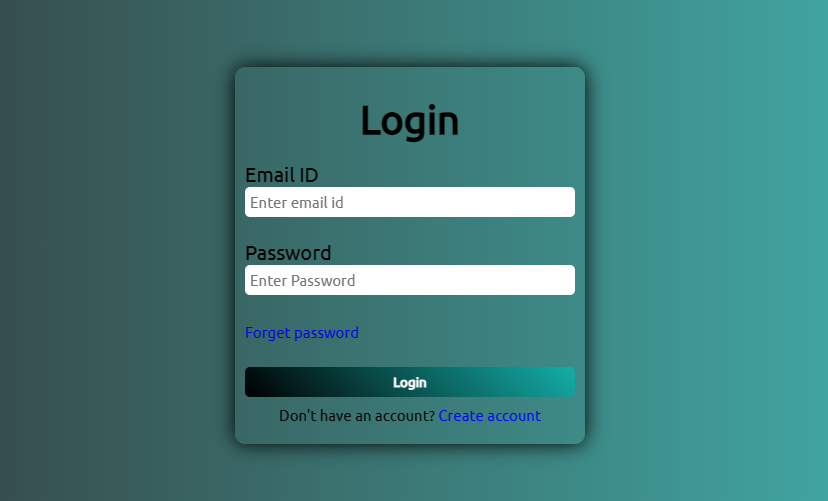 Login
Email ID
Enter email id
Password
Enter Password
Forget password
Login
Don't have an account? Create account